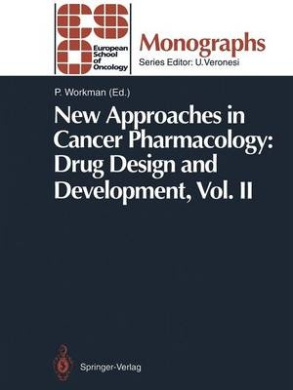 European
School
of
Oncology
Monographs
Series Editor: U.Veronesi
P. Workman (Ed.)
New Approaches in
Cancer Pharmacology:
Drug Design and
Development, Vol. II
Springer-Verlag